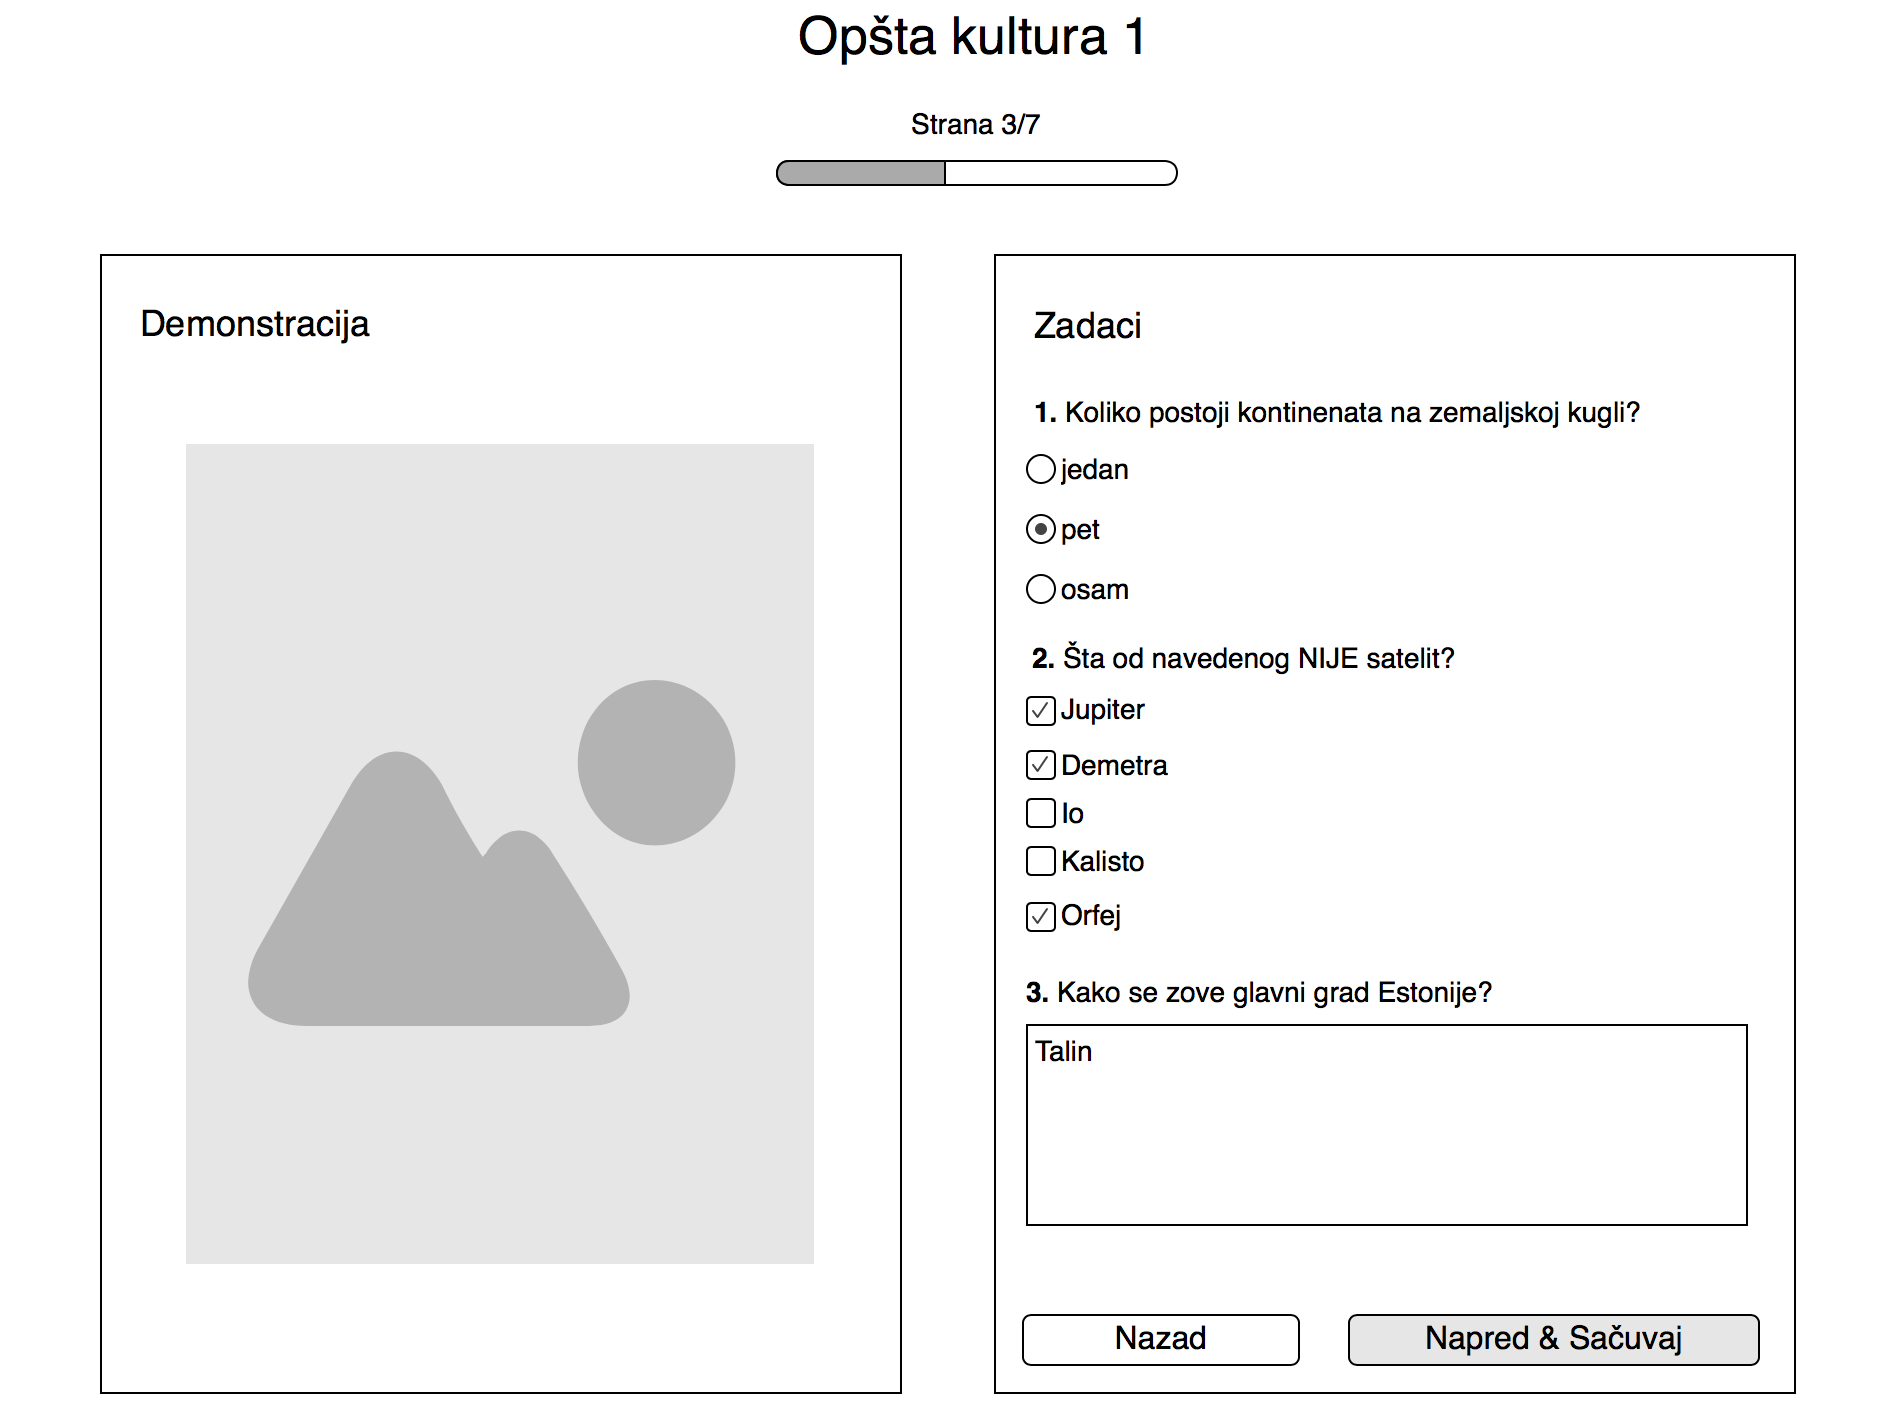 Opšta kultura 1
Strana 3/7
Demonstracija
Zadaci
1. Koliko postoji kontinenata na zemaljskoj kugli?
jedan
pet
osam
2. Šta od navedenog NIJE satelit?
Jupiter
Demetra
Io
Kalisto
Orfej
3. Kako se zove glavni grad Estonije?
Talin
Nazad
Napred & Sačuvaj